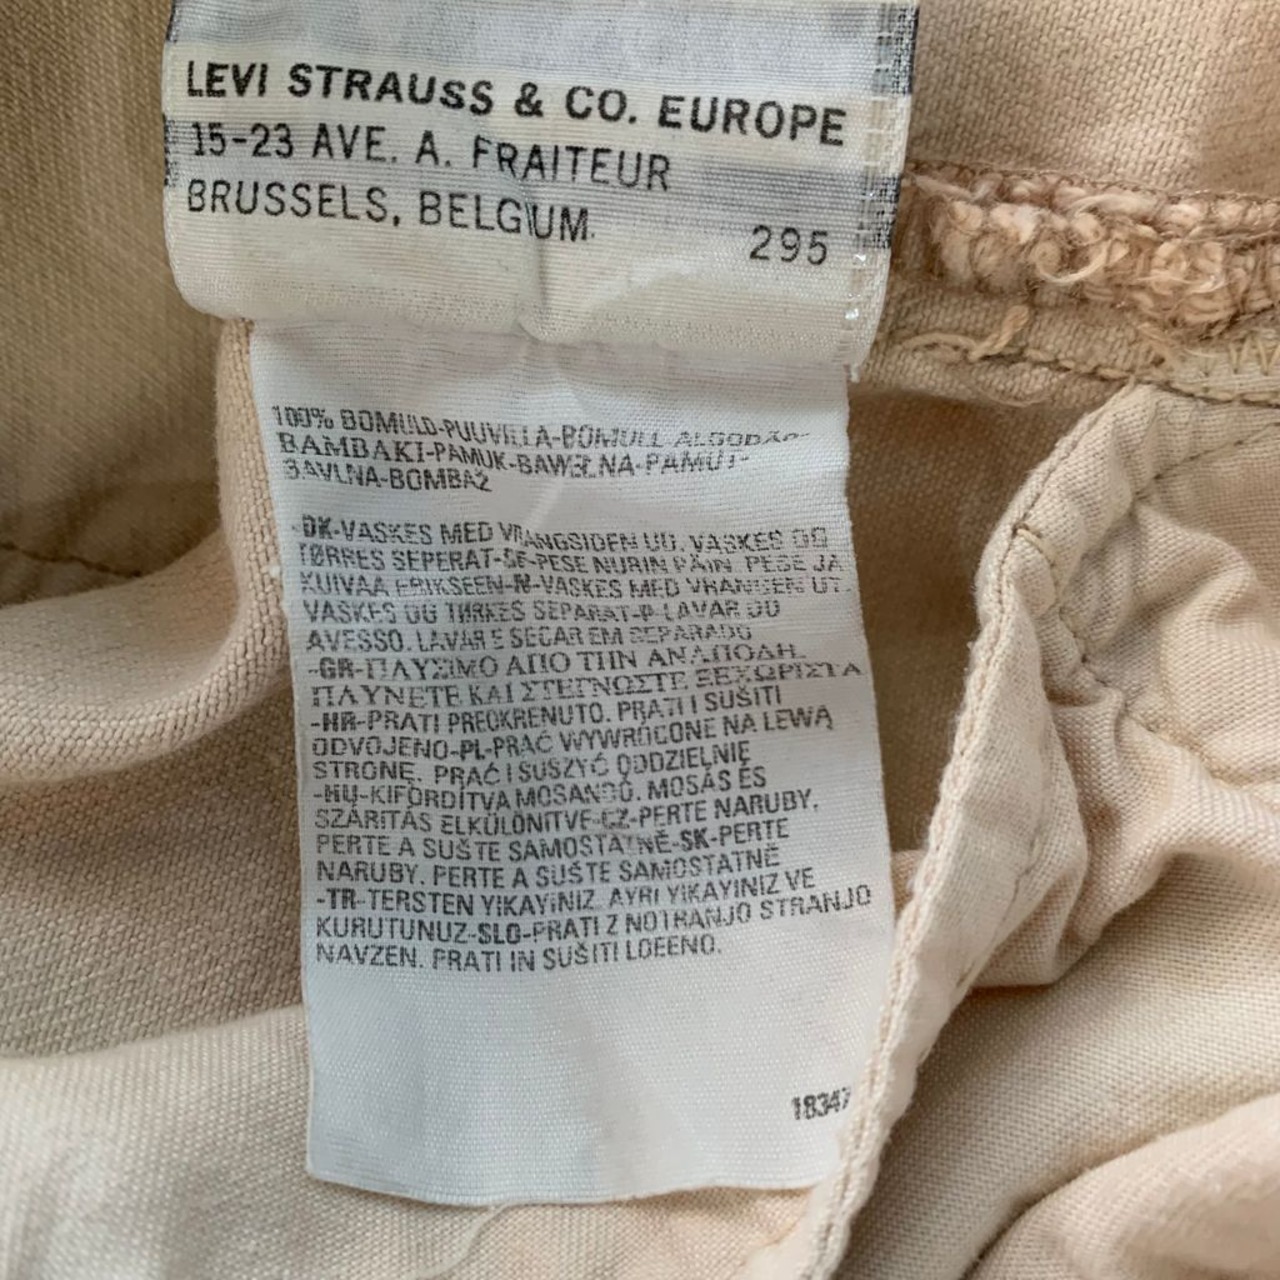 LEVI STRAUSS & CO. EUROPE
15-23 AVE. A. FRAITEUR
BRUSSELS, BELGIUM.
295
100% BOMULD-PUUVILLA-BOMULL-ALGODÃO-
BAMBAKI-PAMUK-BAWEŁNA-PAMUT-
BAVLNA-BOMBAŽ
-DK-VASKES MED VRANGSIDEN UD. VASKES OG
TØRRES SEPERAT-SF-PESE NURIN PÄIN. PESE JA
KUIVAA ERIKSEEN-N-VASKES MED VRANGEN UT.
VASKES OG TØRKES SEPARAT-P-LAVAR DO
AVESSO. LAVAR E SECAR EM SEPARADO
-GR-ΠΛΥΣΙΜΟ ΑΠΟ ΤΗΝ ΑΝΑΠΟΔΗ.
ΠΛΥΝΕΤΕ ΚΑΙ ΣΤΕΓΝΩΣΤΕ ΞΕΧΩΡΙΣΤΑ
-HR-PRATI PREOKRENUTO. PRATI I SUŠITI
ODVOJENO-PL-PRAĆ WYWRÓCONE NA LEWĄ
STRONĘ. PRAĆ I SUSZYĆ ODDZIELNIE
-HU-KIFORDÍTVA MOSANDÓ. MOSÁS ÉS
SZÁRITÁS ELKÜLÖNITVE-CZ-PERTE NARUBY.
PERTE A SUŠTE SAMOSTATNĚ-SK-PERTE
NARUBY. PERTE A SUŠTE SAMOSTATNĚ
-TR-TERSTEN YIKAYiNIZ. AYRI YIKAYINIZ VE
KURUTUNUZ-SLO-PRATI Z NOTRANJO STRANJO
NAVZEN. PRATI IN SUŠITI LOEENO.
18347